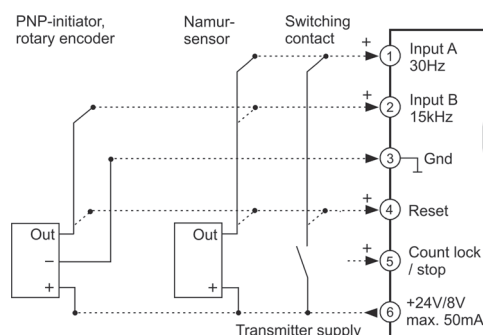 PNP-initiator,
rotary encoder
Namur-
sensor
Switching
contact
+
1
Input A
30Hz
+
2
Input B
15kHz
3
Gnd
+
4
Reset
Out
−
+
Out
+
+
5
Count lock
/ stop
6
+24V/8V
max. 50mA
Transmitter supply